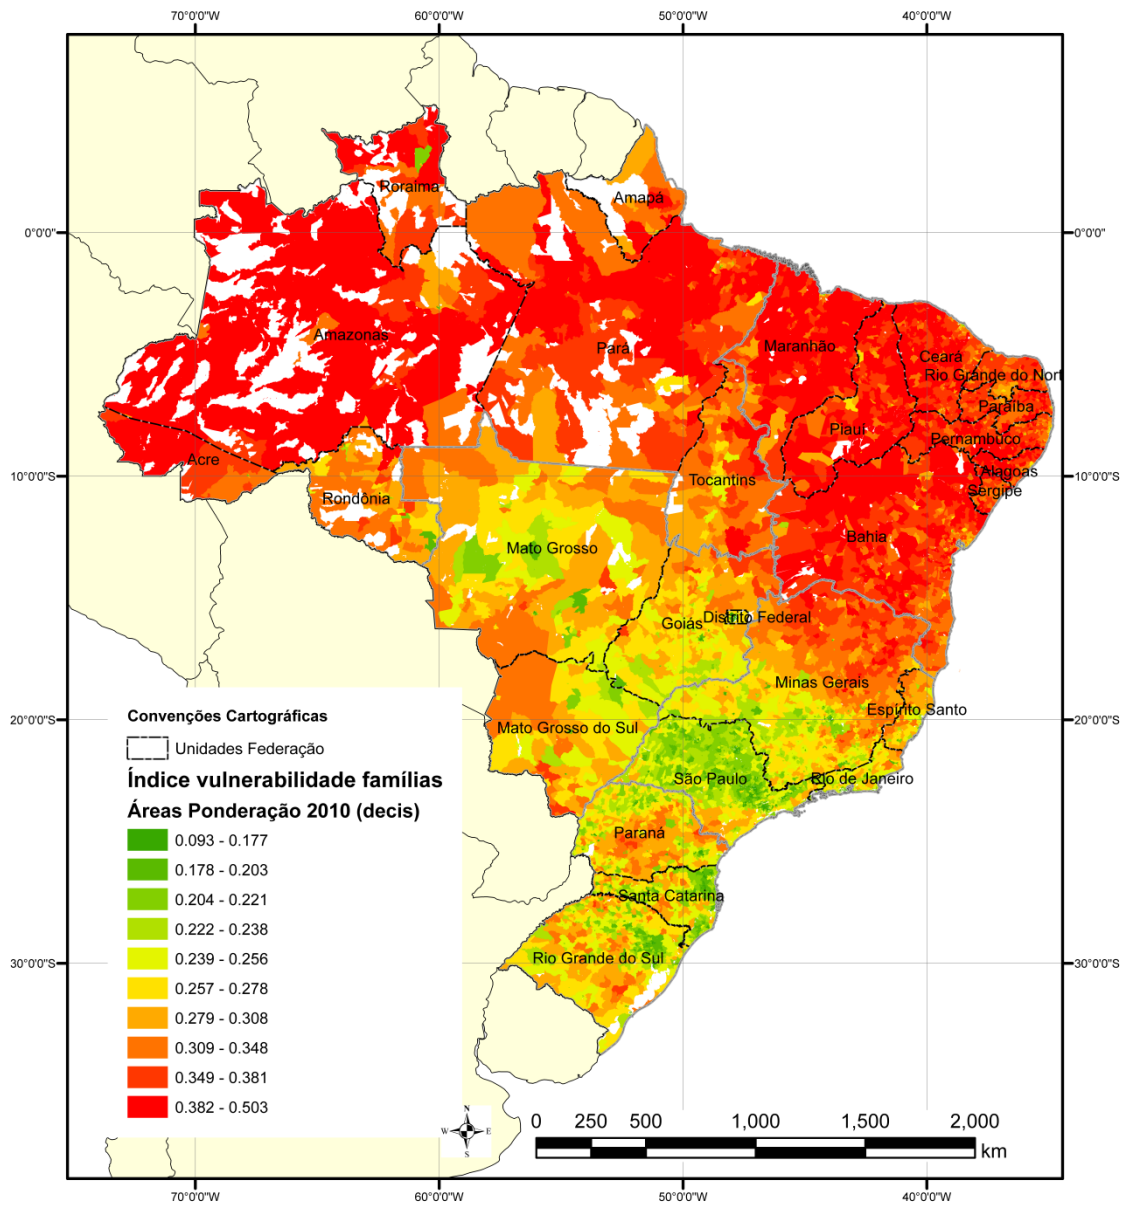 70°0'0"W 60°0'0"W 50°0'0"W 40°0'0"W
Roraima
Amapá
0°0'0" 0°0'0"
Amazonas
Pará
Maranhão
Ceará
Rio Grande do Nort
Paraíba
Piauí
Pernambuco
Acre
Alagoas
10°0'0"S 10°0'0"S
Tocantins
Sergipe
Rondônia
Bahia
Mato Grosso
Goiás
Distrito Federal
Minas Gerais
Espírito Santo
20°0'0"S 20°0'0"S
Mato Grosso do Sul
São Paulo
Rio de Janeiro
Paraná
Santa Catarina
Rio Grande do Sul
30°0'0"S 30°0'0"S
Convenções Cartográficas
Unidades Federação
Índice vulnerabilidade famílias
Áreas Ponderação 2010 (decis)
0.093 - 0.177
0.178 - 0.203
0.204 - 0.221
0.222 - 0.238
0.239 - 0.256
0.257 - 0.278
0.279 - 0.308
0.309 - 0.348
0.349 - 0.381
0.382 - 0.503
N
W E
S
0 250 500 1,000 1,500 2,000
km
70°0'0"W 60°0'0"W 50°0'0"W 40°0'0"W